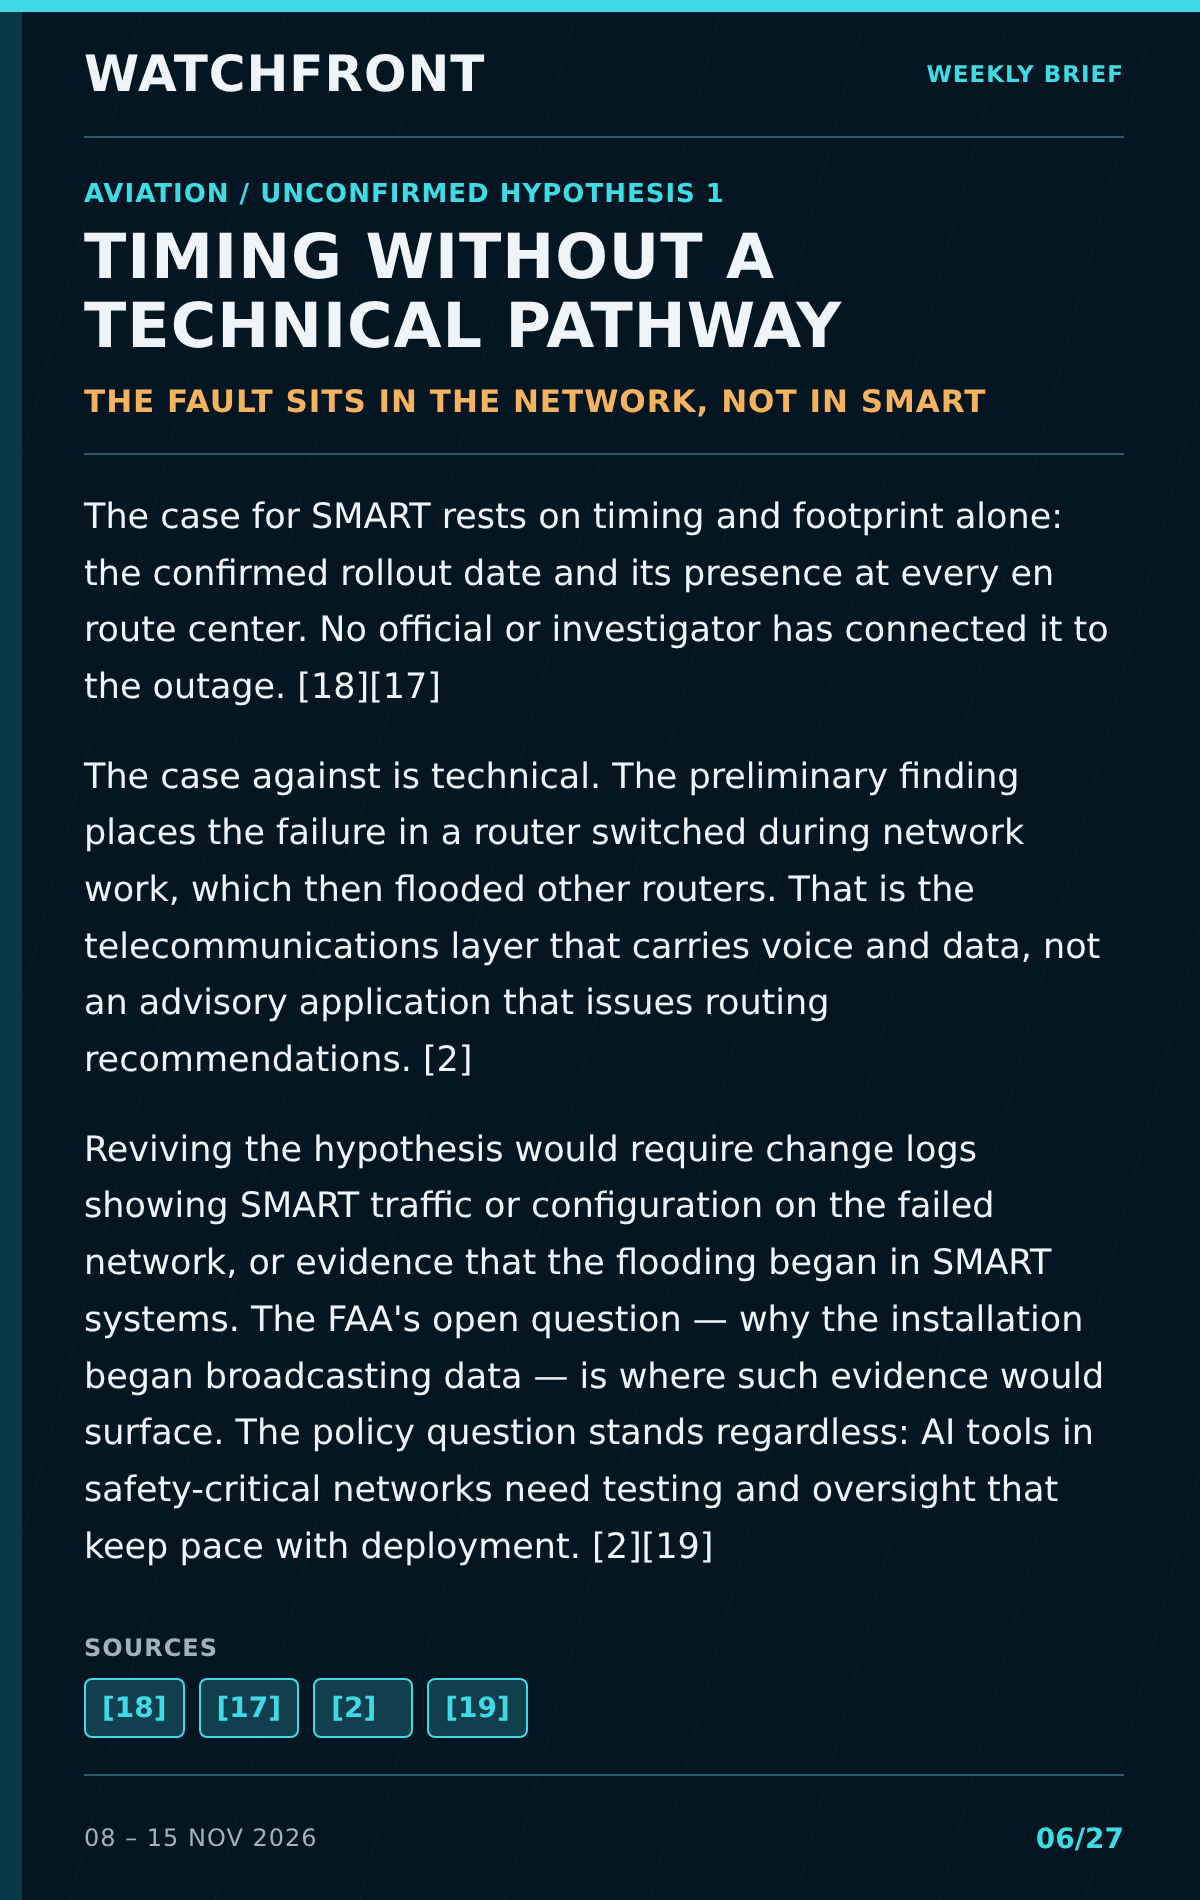 WATCHFRONT
WEEKLY BRIEF
AVIATION / UNCONFIRMED HYPOTHESIS 1
TIMING WITHOUT A
TECHNICAL PATHWAY
THE FAULT SITS IN THE NETWORK, NOT IN SMART
The case for SMART rests on timing and footprint alone:
the confirmed rollout date and its presence at every en
route center. No official or investigator has connected it to
the outage. [18][17]
The case against is technical. The preliminary finding
places the failure in a router switched during network
work, which then flooded other routers. That is the
telecommunications layer that carries voice and data, not
an advisory application that issues routing
recommendations. [2]
Reviving the hypothesis would require change logs
showing SMART traffic or configuration on the failed
network, or evidence that the flooding began in SMART
systems. The FAA's open question — why the installation
began broadcasting data — is where such evidence would
surface. The policy question stands regardless: AI tools in
safety-critical networks need testing and oversight that
keep pace with deployment. [2][19]
SOURCES
[18] [17] [2] [19]
08 – 15 NOV 2026
06/27